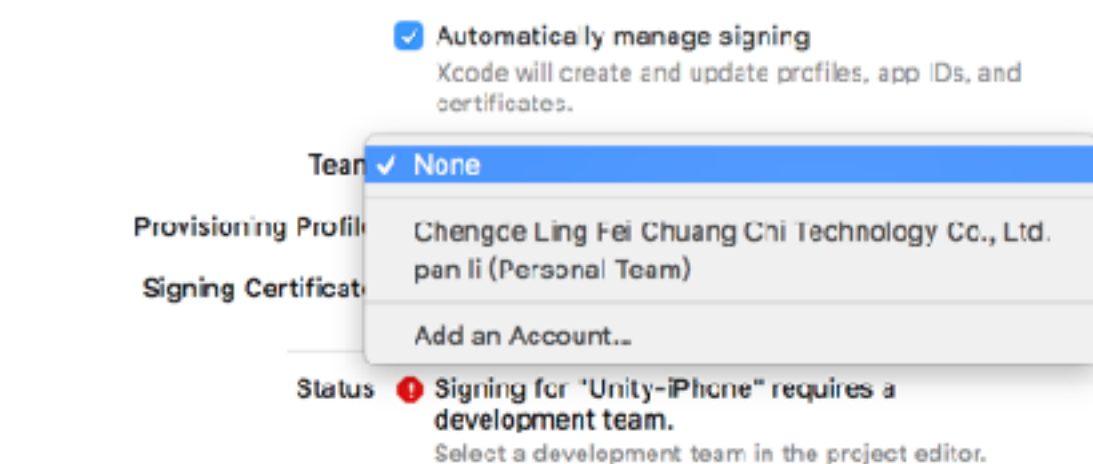 Automatically manage signing
Xcode will create and update profiles, app IDs, and
certificates.
Team
None
Provisioning Profile
Chengde Ling Fei Chuang Chi Technology Co., Ltd.
pan li (Personal Team)
Signing Certificate
Add an Account...
Status
Signing for "Unity-iPhone" requires a
development team.
Select a development team in the project editor.